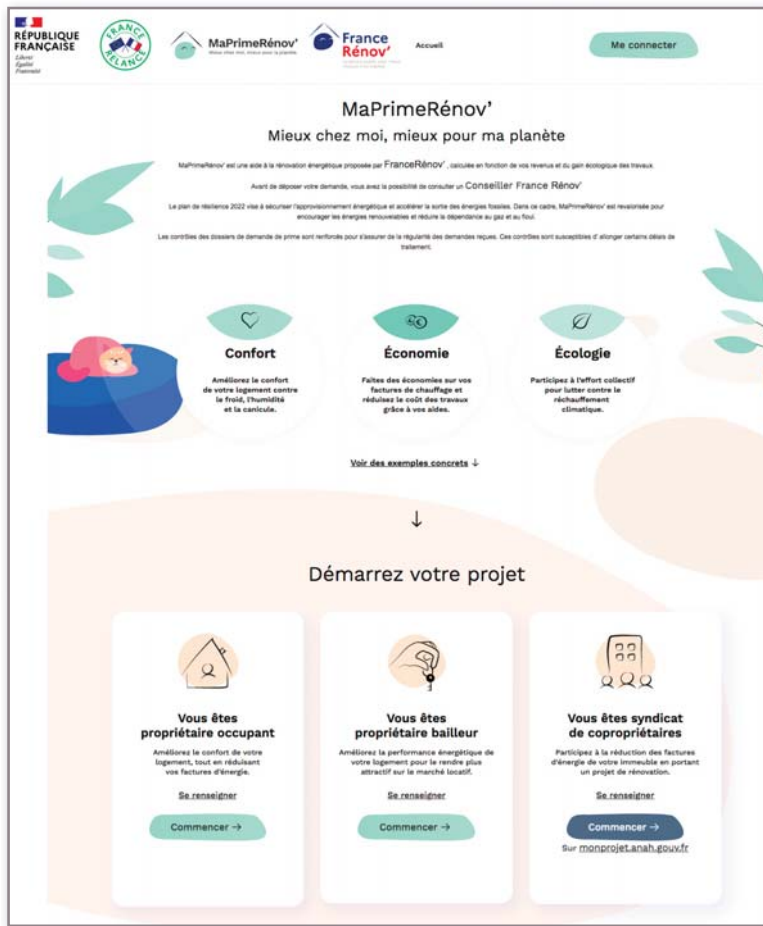 RÉPUBLIQUE
FRANÇAISE
Liberté
Égalité
Fraternité
FRANCE
RELANCE
MaPrimeRénov'
Mieux chez moi, mieux pour la planète
France
Rénov'
Accueil
Me connecter
MaPrimeRénov'
Mieux chez moi, mieux pour ma planète
MaPrimeRénov' est une aide à la rénovation énergétique proposée par FranceRénov' , calculée en fonction de vos revenus et du gain écologique des travaux.
Avant de déposer votre demande, vous avez la possibilité de consulter un Conseiller France Rénov'
Le plan de résilience 2022 vise à sécuriser l'approvisionnement énergétique et accélérer la sortie des énergies fossiles. Dans ce cadre, MaPrimeRénov' est revalorisée pour
encourager les énergies renouvelables et réduire la dépendance au gaz et au fioul.
Les contrôles des dossiers de demande de prime sont renforcés pour s'assurer de la régularité des demandes reçues. Ces contrôles sont susceptibles d' allonger certains délais de
traitement.
Confort
Améliorez le confort
de votre logement contre
le froid, l'humidité
et la canicule.
Économie
Faites des économies sur vos
factures de chauffage et
réduisez le coût des travaux
grâce à vos aides.
Écologie
Participez à l'effort collectif
pour lutter contre le
réchauffement
climatique.
Voir des exemples concrets ↓
↓
Démarrez votre projet
Vous êtes
propriétaire occupant
Améliorez le confort de votre
logement, tout en réduisant
vos factures d'énergie.
Se renseigner
Commencer →
Vous êtes
propriétaire bailleur
Améliorez la performance énergétique de
votre logement pour le rendre plus
attractif sur le marché locatif.
Se renseigner
Commencer →
Vous êtes syndicat
de copropriétaires
Participez à la réduction des factures
d'énergie de votre immeuble en portant
un projet de rénovation.
Se renseigner
Commencer →
Sur monprojet.anah.gouv.fr